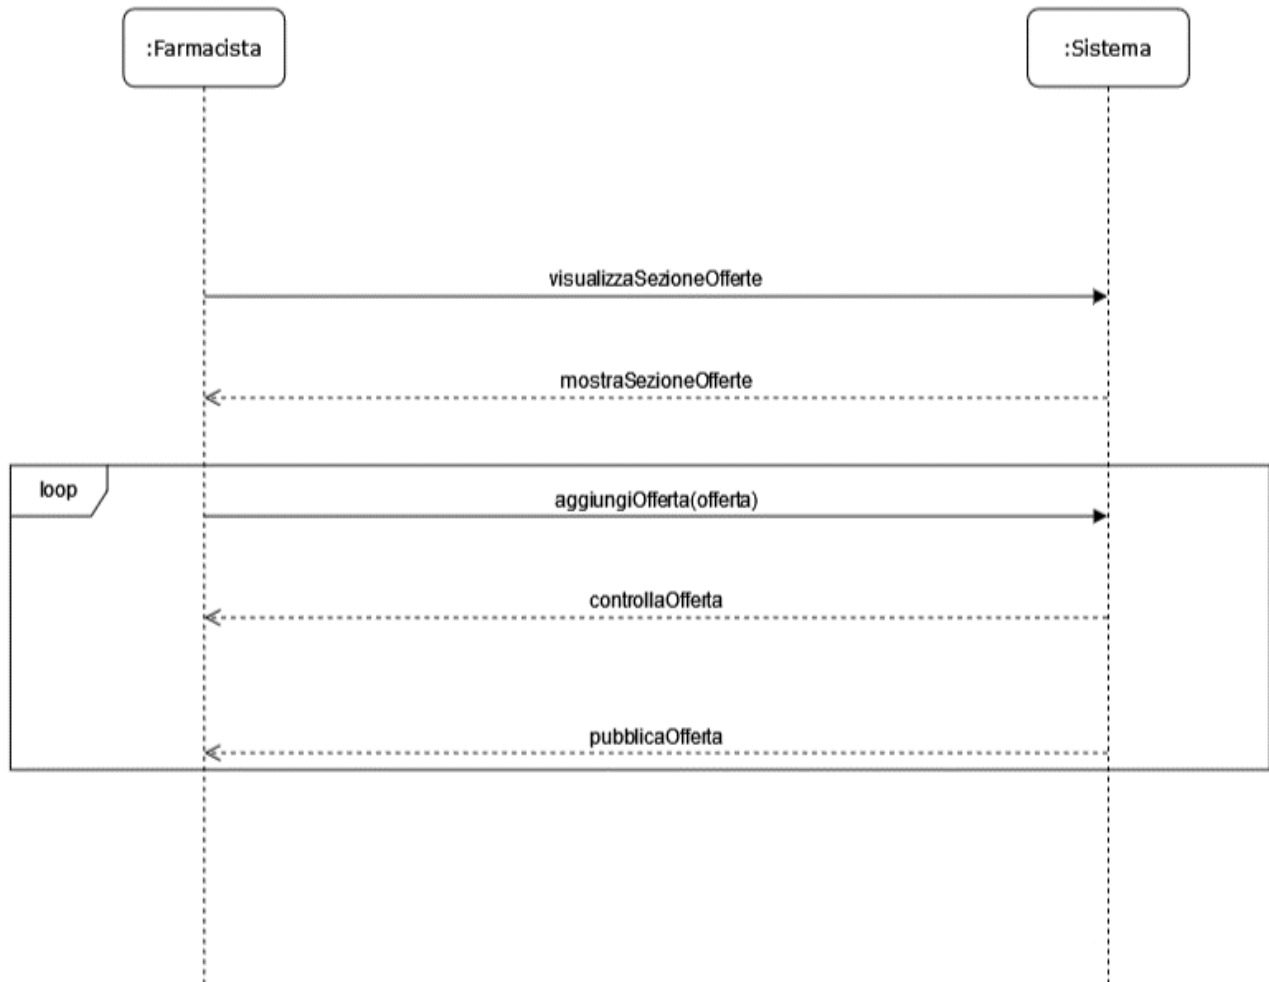 :Farmacista
:Sistema
visualizzaSezioneOfferte
mostraSezioneOfferte
loop
aggiungiOfferta(offerta)
controllaOfferta
pubblicaOfferta